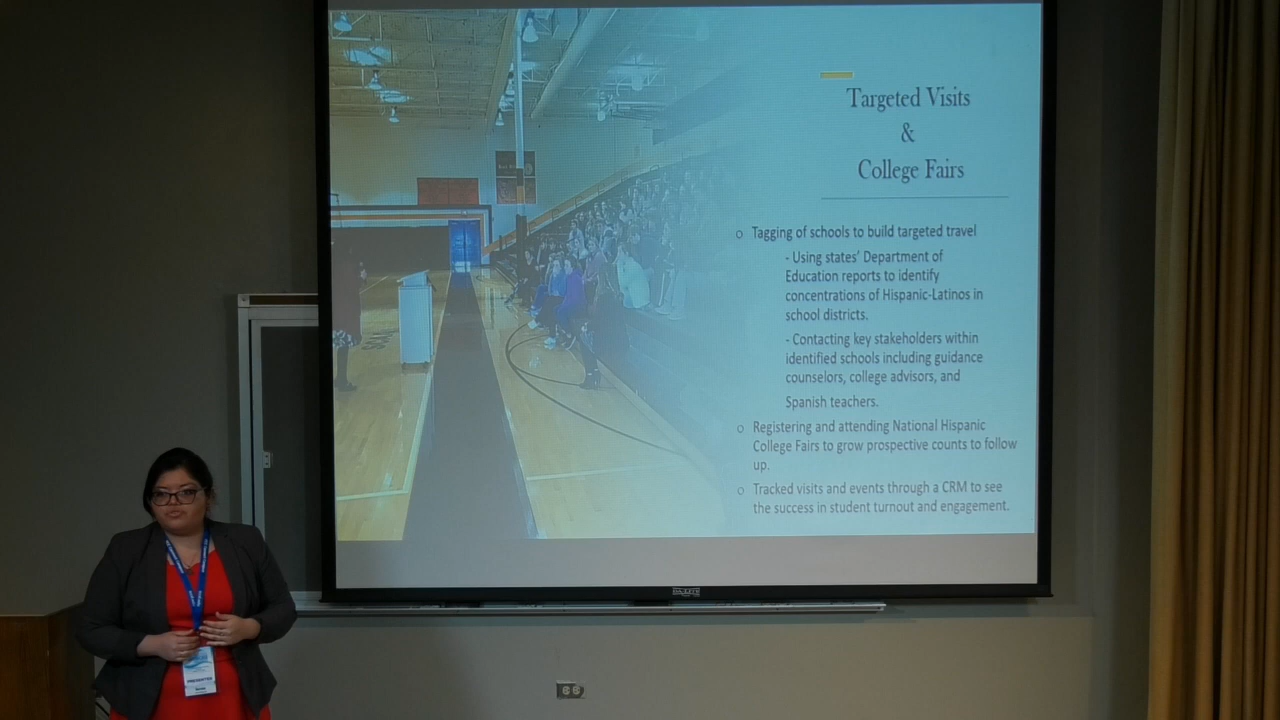 Targeted Visits
&
College Fairs
o Tagging of schools to build targeted travel
- Using states' Department of
Education reports to identify
concentrations of Hispanic-Latinos in
school districts.
- Contacting key stakeholders within
identified schools including guidance
counselors, college advisors, and
Spanish teachers.
o Registering and attending National Hispanic
College Fairs to grow prospective counts to follow
up.
o Tracked visits and events through a CRM to see
the success in student turnout and engagement.
DA-LITE
PRESENTER